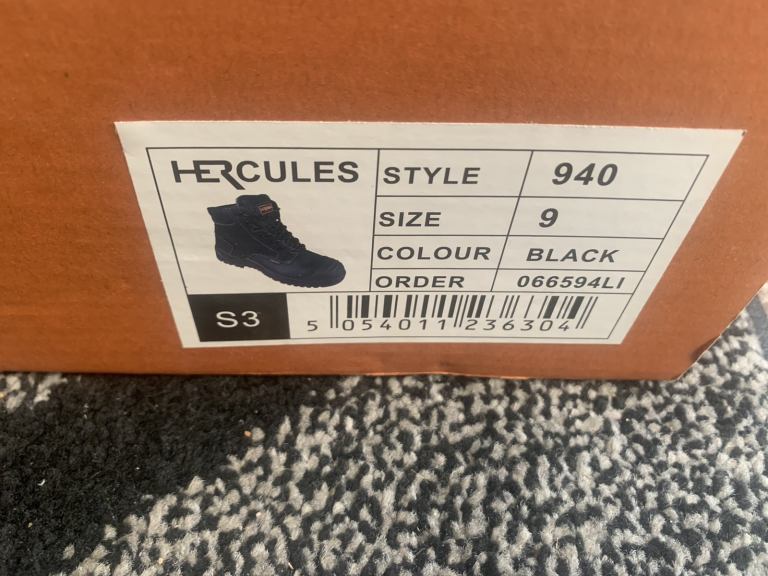 HERCULES
STYLE 940
SIZE 9
COLOUR BLACK
ORDER 066594LI
S3
5 054011 236304